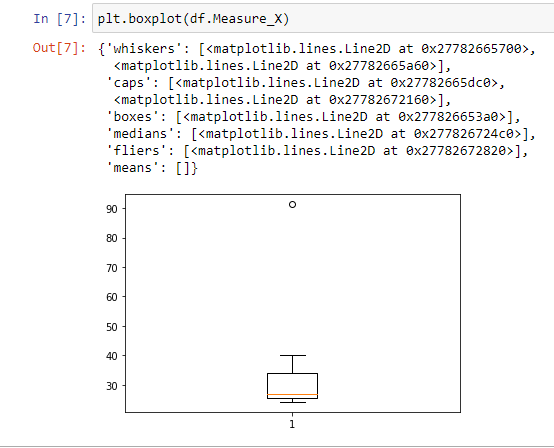 In [7]: plt.boxplot(df.Measure_X)
Out[7]: {'whiskers': [<matplotlib.lines.Line2D at 0x27782665700>,
<matplotlib.lines.Line2D at 0x27782665a60>],
'caps': [<matplotlib.lines.Line2D at 0x27782665dc0>,
<matplotlib.lines.Line2D at 0x27782672160>],
'boxes': [<matplotlib.lines.Line2D at 0x277826653a0>],
'medians': [<matplotlib.lines.Line2D at 0x277826724c0>],
'fliers': [<matplotlib.lines.Line2D at 0x27782672820>],
'means': []}
90
80
70
60
50
40
30
1